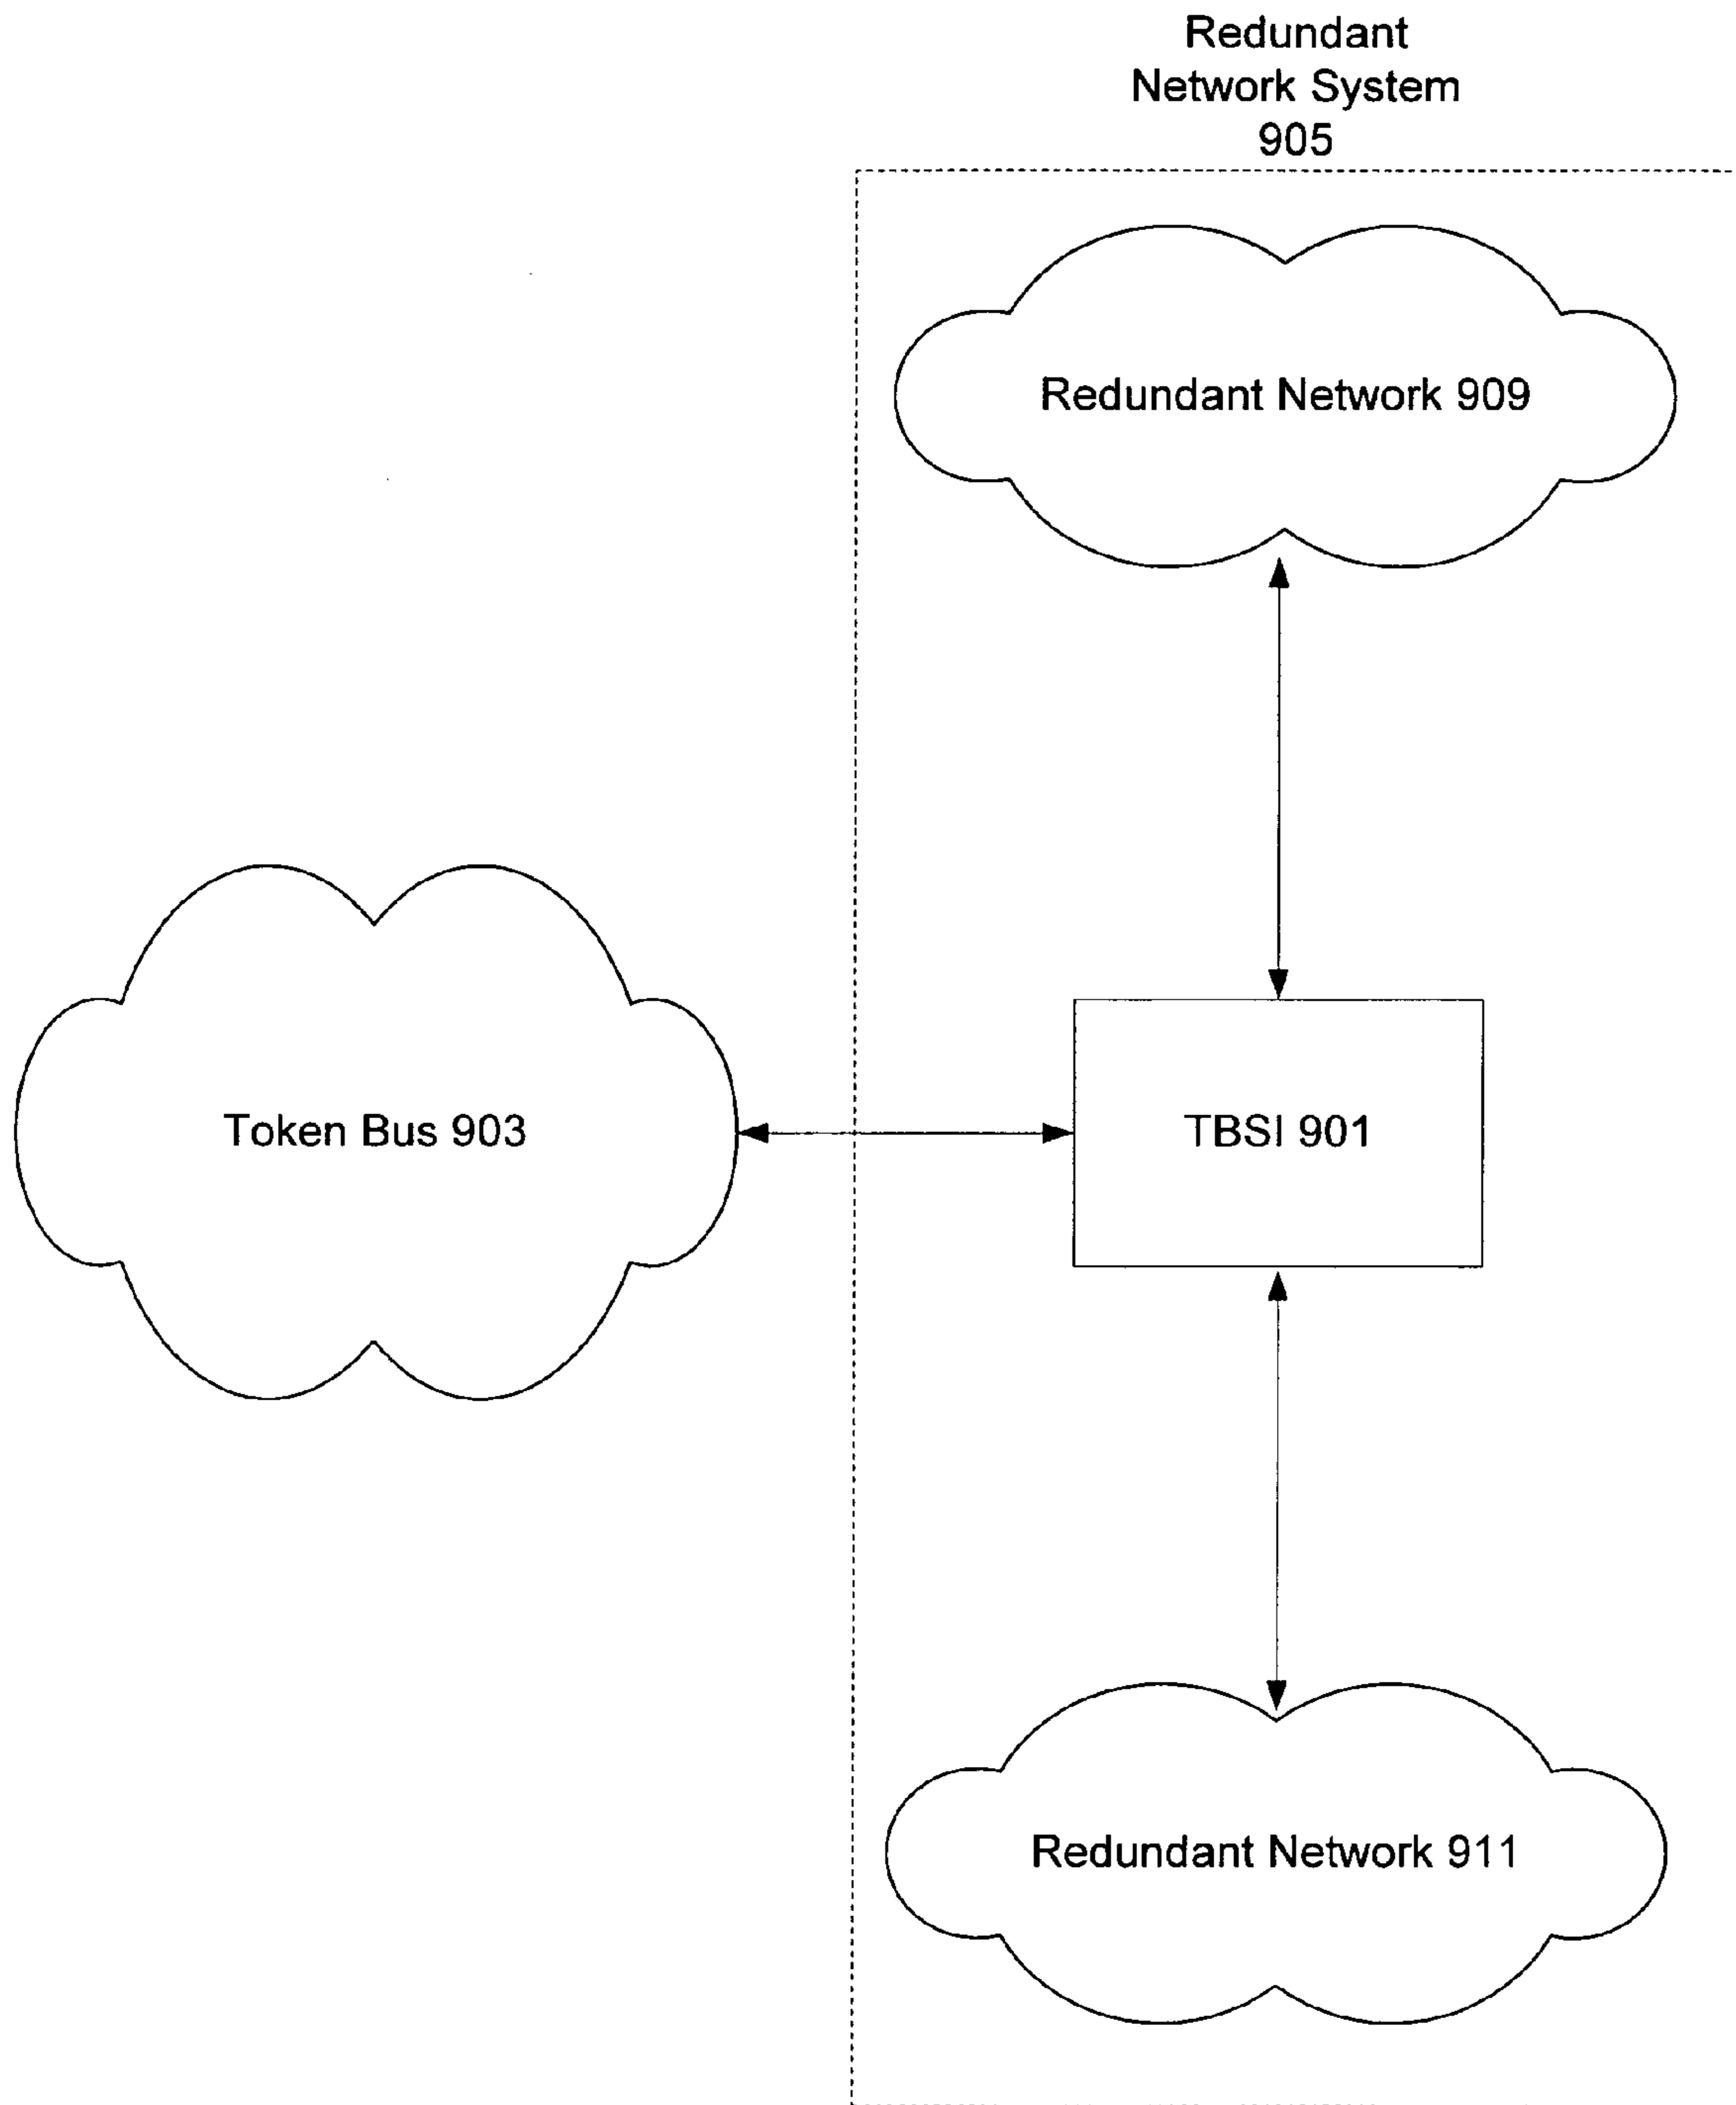 Redundant
Network System
905
Redundant Network 909
Token Bus 903
TBSI 901
Redundant Network 911